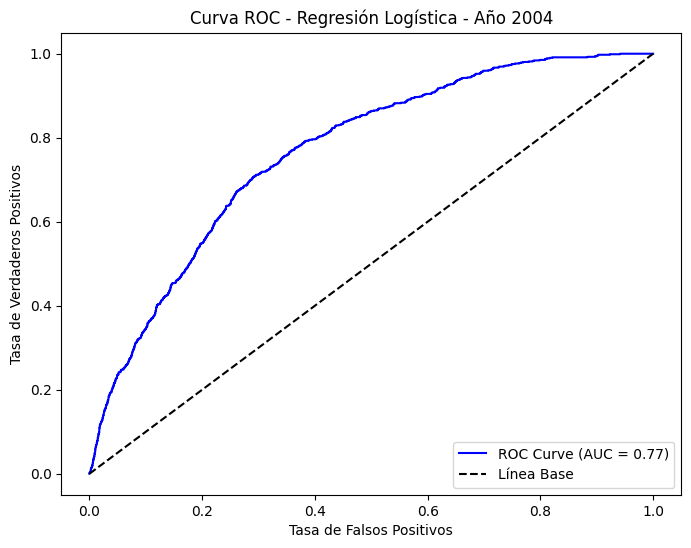 Curva ROC - Regresión Logística - Año 2004
Tasa de Verdaderos Positivos
1.0
0.8
0.6
0.4
0.2
0.0
ROC Curve (AUC = 0.77)
Línea Base
0.0 0.2 0.4 0.6 0.8 1.0
Tasa de Falsos Positivos